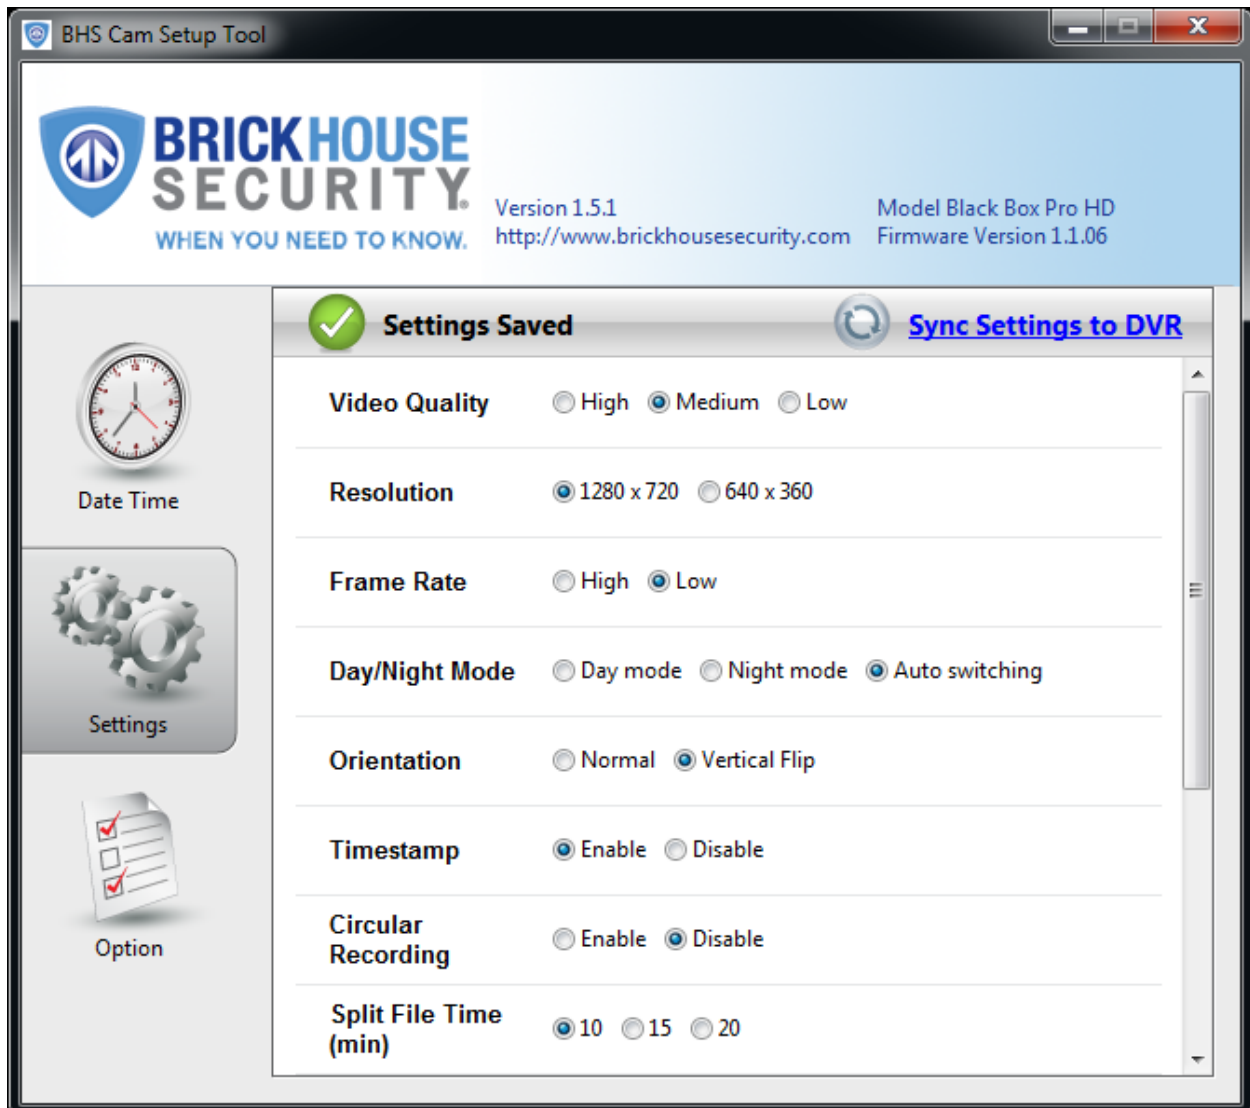 BHS Cam Setup Tool
BRICKHOUSE
SECURITY®
WHEN YOU NEED TO KNOW.
Version 1.5.1
http://www.brickhousesecurity.com
Model Black Box Pro HD
Firmware Version 1.1.06
Date Time
Settings
Option
Settings Saved
Sync Settings to DVR
Video Quality High Medium Low
Resolution 1280 x 720 640 x 360
Frame Rate High Low
Day/Night Mode Day mode Night mode Auto switching
Orientation Normal Vertical Flip
Timestamp Enable Disable
Circular
Recording Enable Disable
Split File Time
(min) 10 15 20